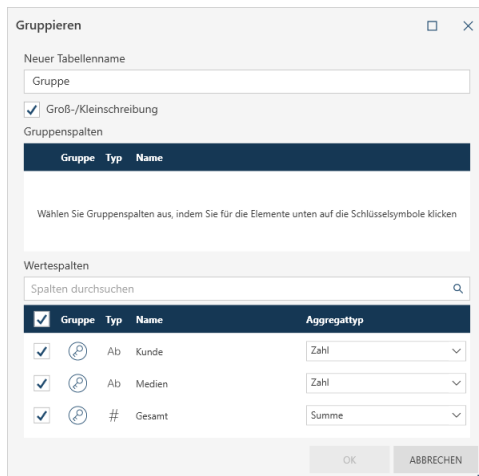 Gruppieren
Neuer Tabellenname
Gruppe
Groß-/Kleinschreibung
Gruppenspalten
Gruppe Typ Name
Wählen Sie Gruppenspalten aus, indem Sie für die Elemente unten auf die Schlüsselsymbole klicken
Wertespalten
Spalten durchsuchen
Gruppe Typ Name Aggregattyp
Ab Kunde Zahl
Ab Medien Zahl
# Gesamt Summe
OK ABBRECHEN